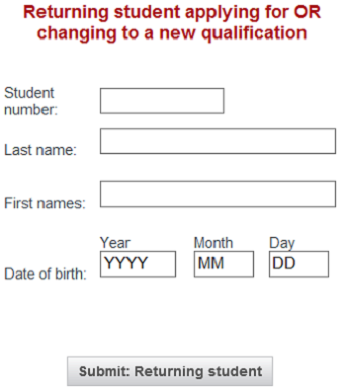 Returning student applying for OR
changing to a new qualification
Student
number:
Last name:
First names:
Year Month Day
Date of birth: YYYY MM DD
Submit: Returning student